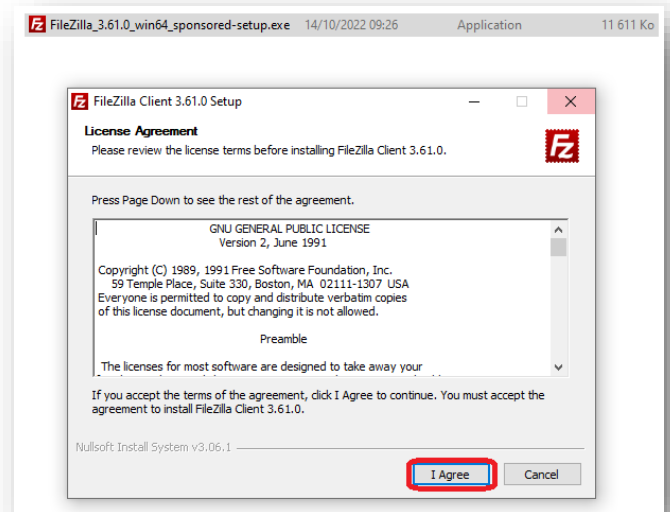 FileZilla_3.61.0_win64_sponsored-setup.exe 14/10/2022 09:26 Application 11 611 Ko
FileZilla Client 3.61.0 Setup
License Agreement
Please review the license terms before installing FileZilla Client 3.61.0.
Fz
Press Page Down to see the rest of the agreement.
GNU GENERAL PUBLIC LICENSE
Version 2, June 1991
Copyright (C) 1989, 1991 Free Software Foundation, Inc.
59 Temple Place, Suite 330, Boston, MA 02111-1307 USA
Everyone is permitted to copy and distribute verbatim copies
of this license document, but changing it is not allowed.
Preamble
The licenses for most software are designed to take away your
If you accept the terms of the agreement, click I Agree to continue. You must accept the
agreement to install FileZilla Client 3.61.0.
Nullsoft Install System v3.06.1
I Agree Cancel